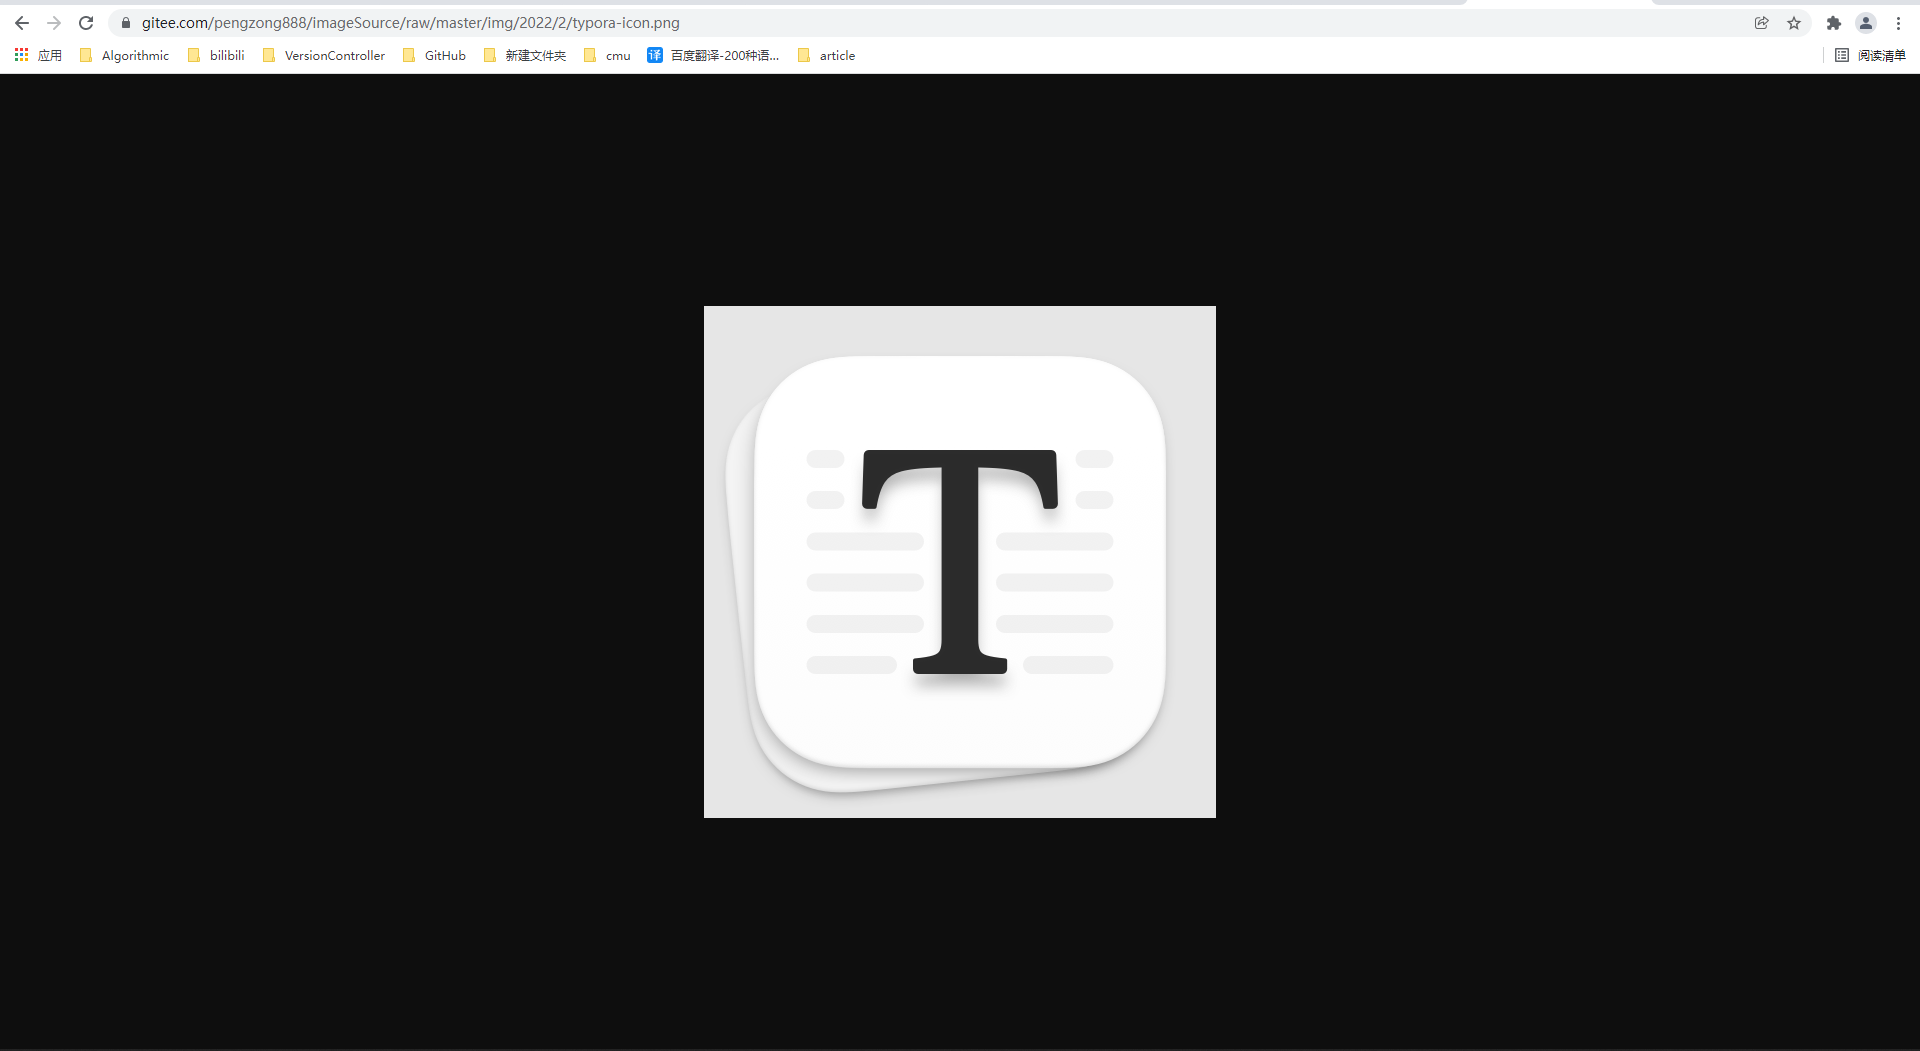 gitee.com/pengzong888/imageSource/raw/master/img/2022/2/typora-icon.png
应用 Algorithmic bilibili VersionController GitHub 新建文件夹 cmu 译 百度翻译-200种语... article 阅读清单
T